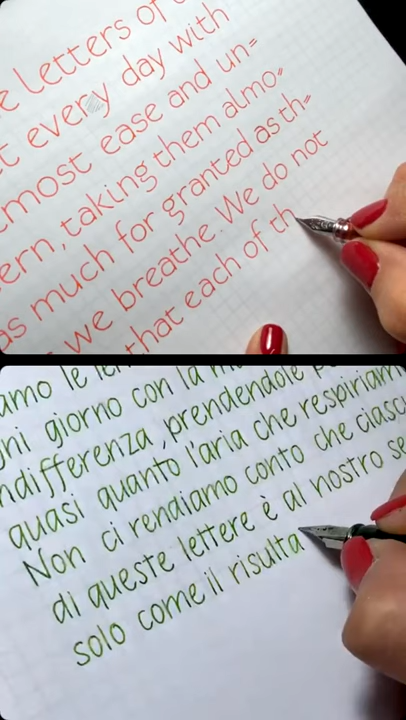 letters of
every day with
most ease and un=
ern, taking them almo=
as much for granted as th=
we breathe. We do not
that each of th
amo le
ogni giorno con la
ndifferenza, prendendole
quasi quanto l'aria che respiriam
Non ci rendiamo conto che ciascu
di queste lettere è al nostro se
solo come il risulta